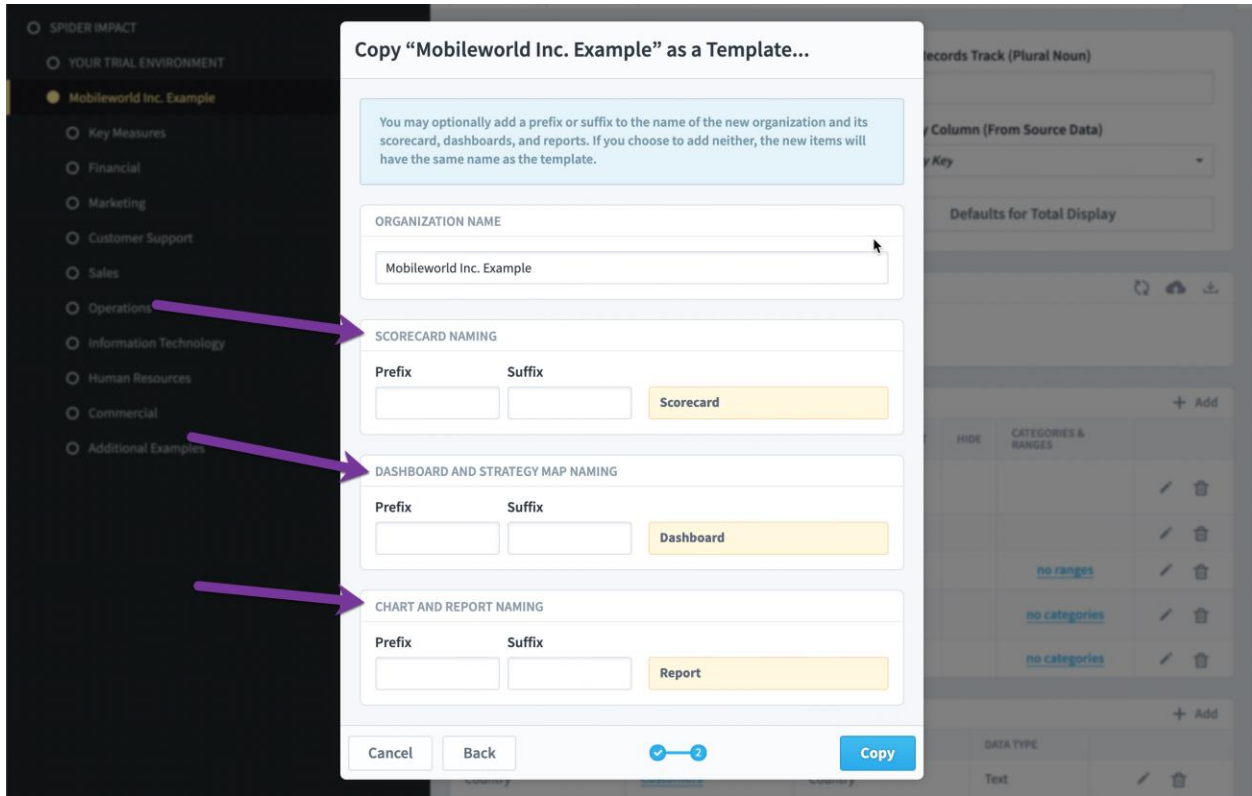 SPIDER IMPACT
YOUR TRIAL ENVIRONMENT
Mobileworld Inc. Example
Key Measures
Financial
Marketing
Customer Support
Sales
Operations
Information Technology
Human Resources
Commercial
Additional Examples
Copy “Mobileworld Inc. Example” as a Template...
You may optionally add a prefix or suffix to the name of the new organization and its
scorecard, dashboards, and reports. If you choose to add neither, the new items will
have the same name as the template.
ORGANIZATION NAME
Mobileworld Inc. Example
SCORECARD NAMING
Prefix Suffix
Scorecard
DASHBOARD AND STRATEGY MAP NAMING
Prefix Suffix
Dashboard
CHART AND REPORT NAMING
Prefix Suffix
Report
Cancel Back 2 Copy
Records Track (Plural Noun)
Column (From Source Data)
Key
Defaults for Total Display
+ Add
HIDE CATEGORIES &
RANGES
no ranges
no categories
no categories
+ Add
DATA TYPE
Country customers Country Text